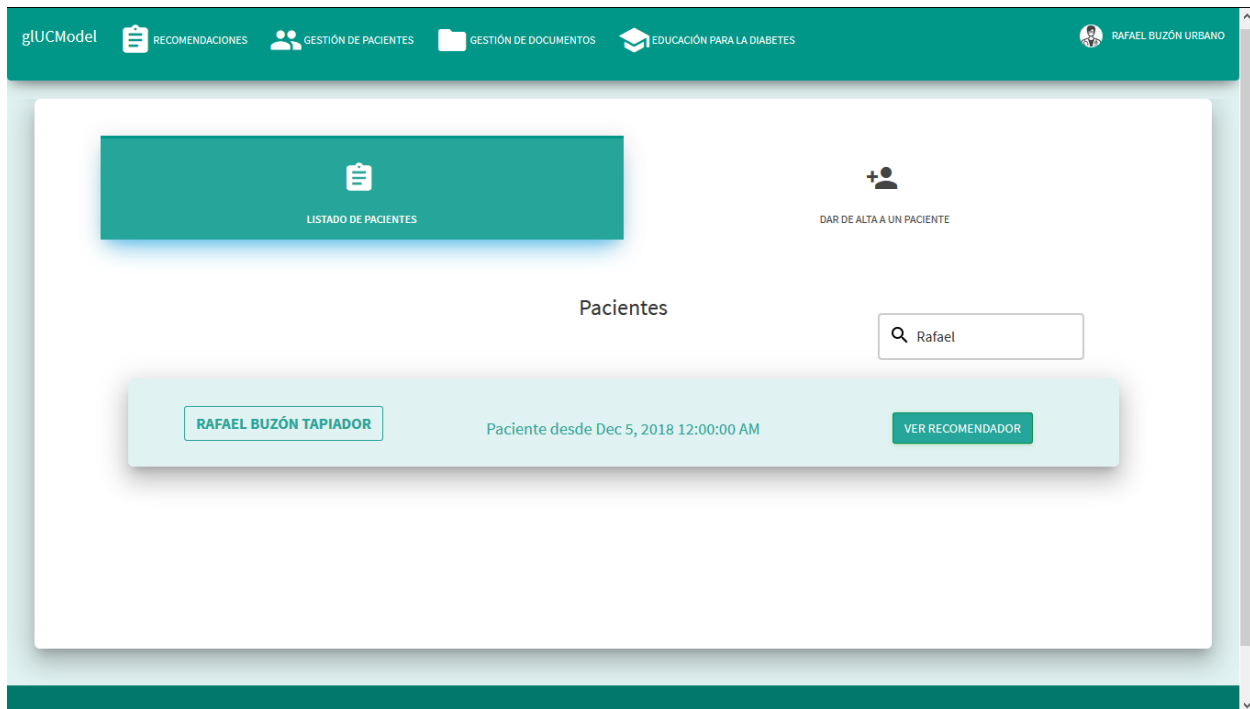 glUCModel
RECOMENDACIONES
GESTIÓN DE PACIENTES
GESTIÓN DE DOCUMENTOS
EDUCACIÓN PARA LA DIABETES
RAFAEL BUZÓN URBANO
LISTADO DE PACIENTES
DAR DE ALTA A UN PACIENTE
Pacientes
Rafael
RAFAEL BUZÓN TAPIADOR
Paciente desde Dec 5, 2018 12:00:00 AM
VER RECOMENDADOR